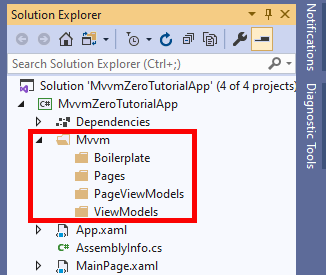 Solution Explorer
Search Solution Explorer (Ctrl+;)
Solution 'MvvmZeroTutorialApp' (4 of 4 projects)
C#
MvvmZeroTutorialApp
Dependencies
Mvvm
Boilerplate
Pages
PageViewModels
ViewModels
App.xaml
C# AssemblyInfo.cs
MainPage.xaml
Notifications
Diagnostic Tools